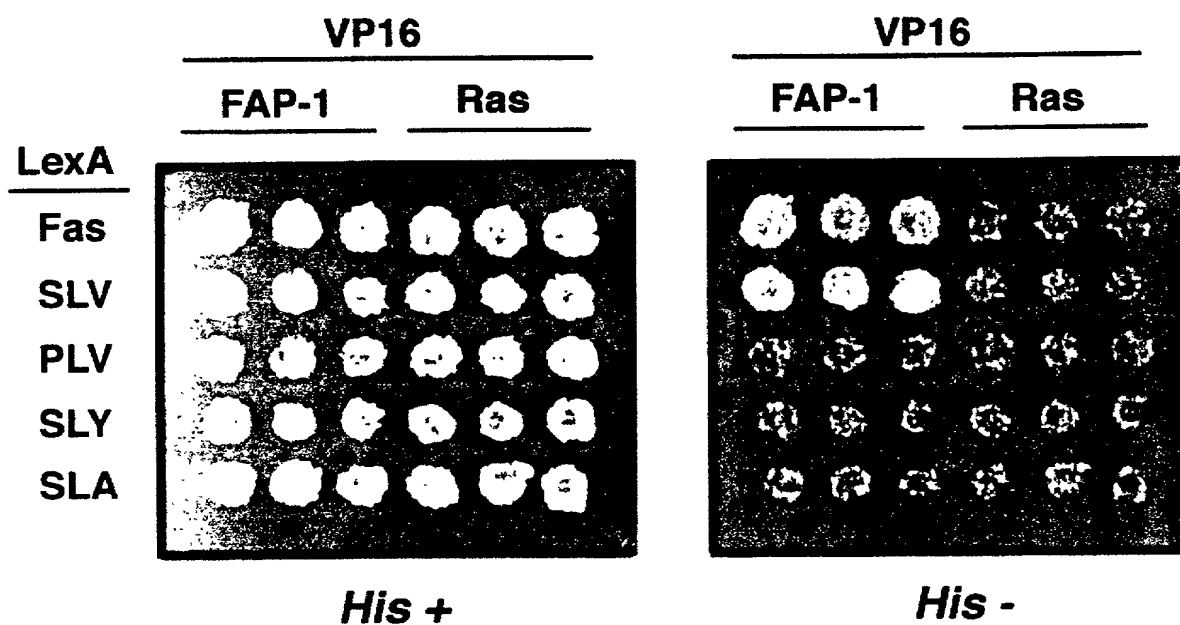 VP16
VP16
FAP-1 Ras
FAP-1 Ras
LexA
Fas
SLV
PLV
SLY
SLA
His +
His -